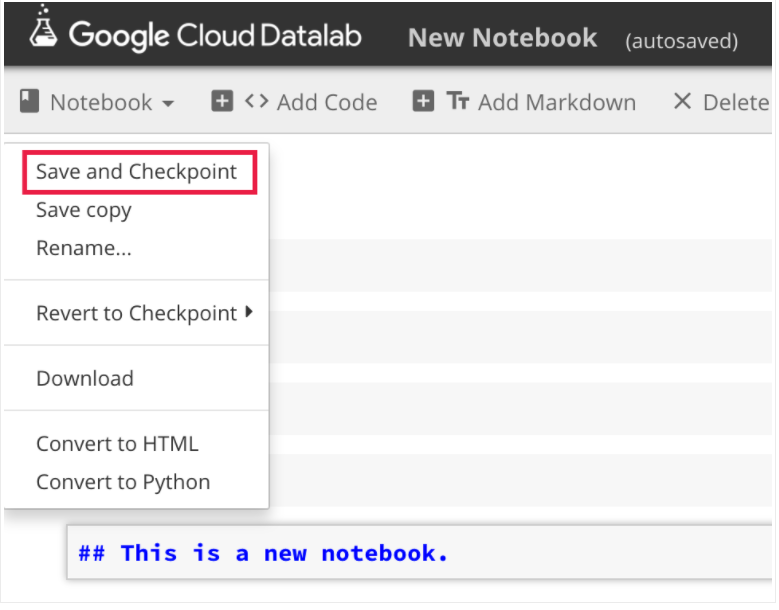 Google Cloud Datalab New Notebook (autosaved)
Notebook <> Add Code Tт Add Markdown Delete
Save and Checkpoint
Save copy
Rename...
Revert to Checkpoint
Download
Convert to HTML
Convert to Python
## This is a new notebook.